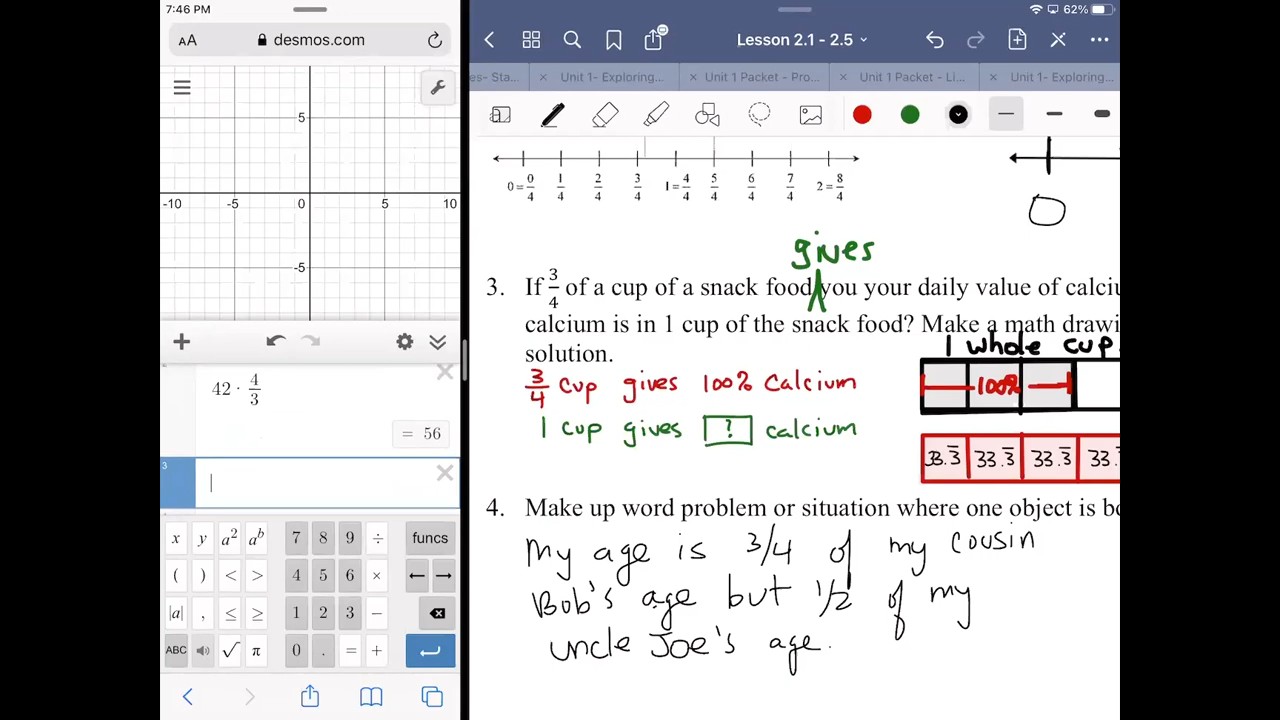 7:46 PM
62%
AA
desmos.com
5
-10
-5
0
5
10
-5
42 · 4/3
= 56
3
x y a² aᵇ 7 8 9 ÷ funcs
( ) < > 4 5 6 × ← →
|a| , ≤ ≥ 1 2 3 −
ABC √ π 0 . = +
Lesson 2.1 - 2.5
es- Sta...
Unit 1- Exploring...
Unit 1 Packet - Pro...
Unit 1 Packet - Li...
Unit 1- Exploring
0 = 0/4 1/4 2/4 3/4 1 = 4/4 5/4 6/4 7/4 2 = 8/4
0
gives
3. If 3/4 of a cup of a snack food you your daily value of calciu
calcium is in 1 cup of the snack food? Make a math drawi
solution.
1 whole cup
3/4 cup gives 100% Calcium
100%
1 cup gives ? calcium
33.3̅ 33.3̅ 33.3̅ 33.
4. Make up word problem or situation where one object is bo
My age is 3/4 of my cousin
Bob's age but 1/2 of my
uncle Joe's age.